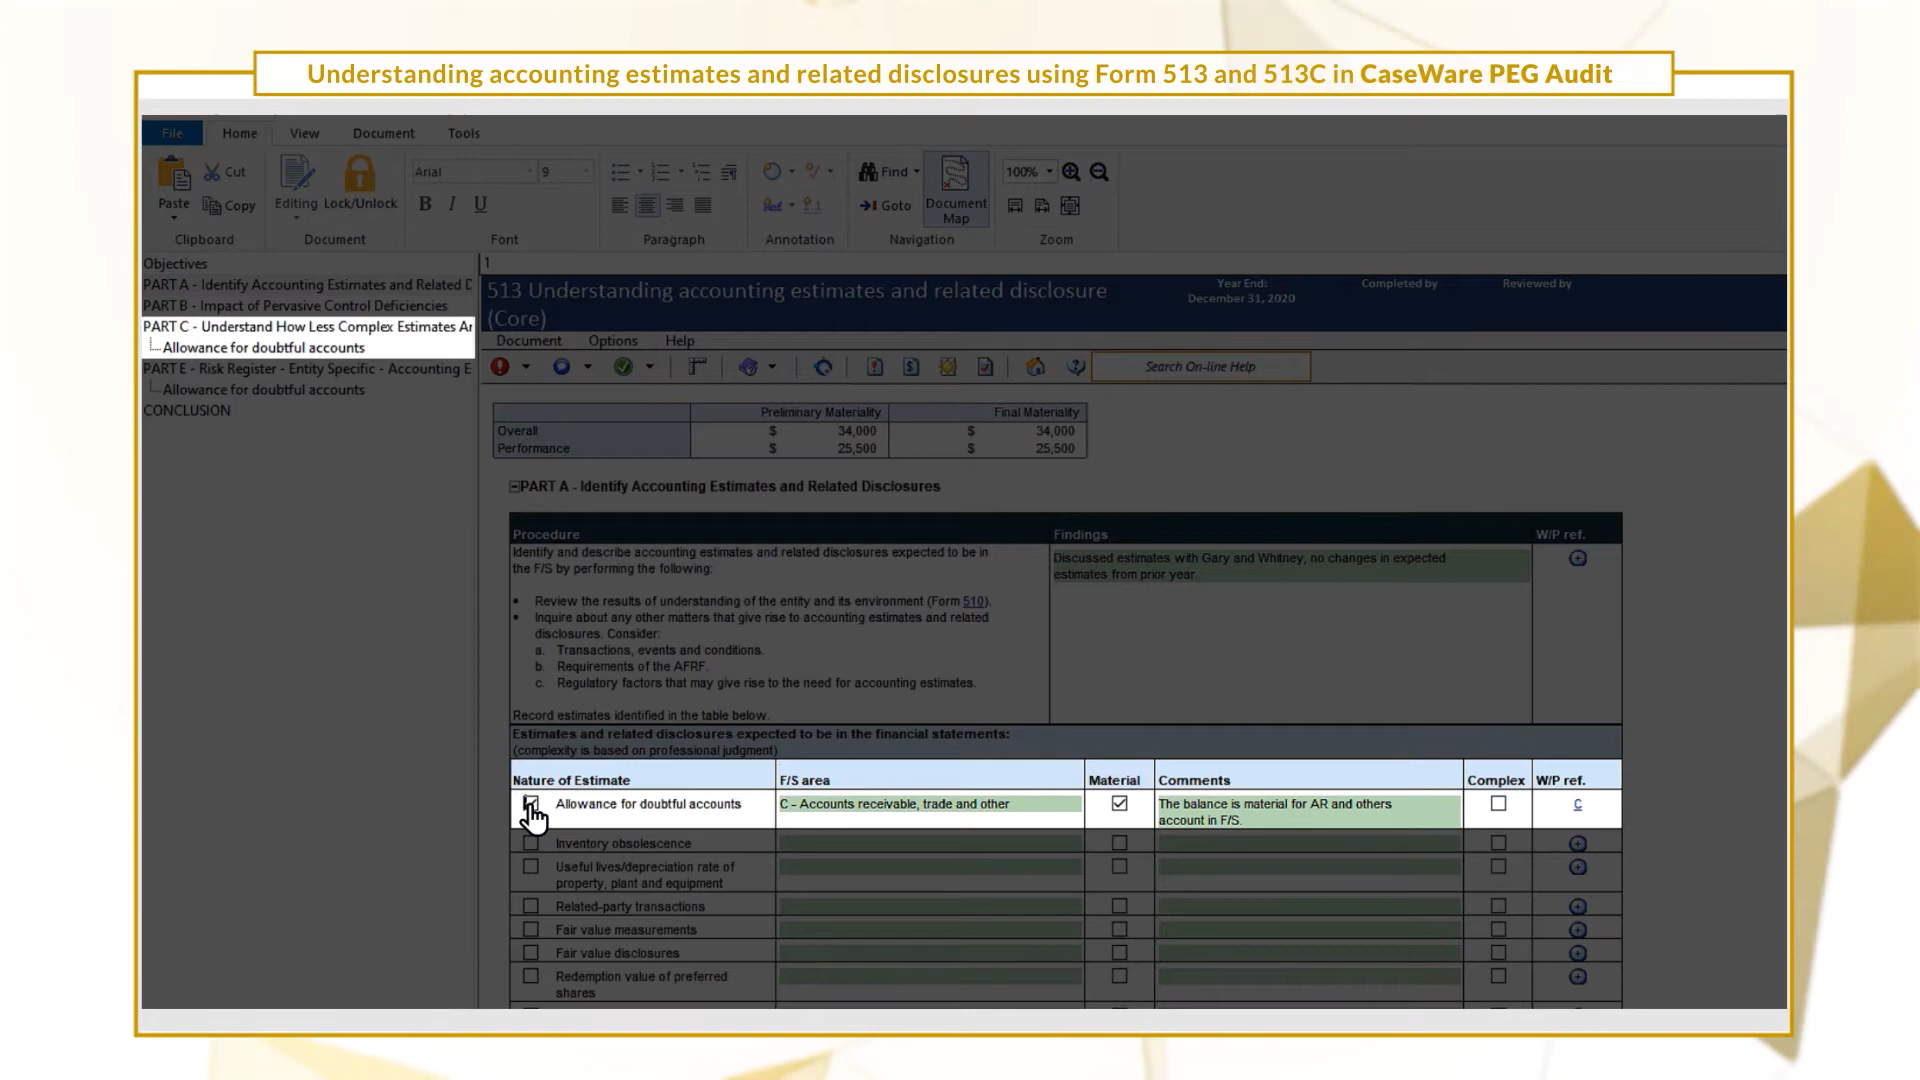 Understanding accounting estimates and related disclosures using Form 513 and 513C in CaseWare PEG Audit
File Home View Document Tools
Cut
Arial 9
Find
100%
Paste Copy
Editing Lock/Unlock
B I U
Goto
Document Map
Clipboard Document Font Paragraph Annotation Navigation Zoom
Objectives
PART A - Identify Accounting Estimates and Related D
PART B - Impact of Pervasive Control Deficiencies
PART C - Understand How Less Complex Estimates Ar
Allowance for doubtful accounts
PART E - Risk Register - Entity Specific - Accounting E
Allowance for doubtful accounts
CONCLUSION
1
513 Understanding accounting estimates and related disclosure
(Core)
Year End:
December 31, 2020
Completed by
Reviewed by
Document Options Help
Search On-line Help
Preliminary Materiality Final Materiality
Overall $ 34,000 $ 34,000
Performance $ 25,500 $ 25,500
PART A - Identify Accounting Estimates and Related Disclosures
Procedure Findings W/P ref.
Identify and describe accounting estimates and related disclosures expected to be in
the F/S by performing the following:
• Review the results of understanding of the entity and its environment (Form 510).
• Inquire about any other matters that give rise to accounting estimates and related
disclosures. Consider:
a. Transactions, events and conditions.
b. Requirements of the AFRF.
c. Regulatory factors that may give rise to the need for accounting estimates.
Record estimates identified in the table below.
Discussed estimates with Gary and Whitney, no changes in expected
estimates from prior year.
Estimates and related disclosures expected to be in the financial statements:
(complexity is based on professional judgment)
Nature of Estimate F/S area Material Comments Complex W/P ref.
Allowance for doubtful accounts C - Accounts receivable, trade and other The balance is material for AR and others C
account in F/S.
Inventory obsolescence
Useful lives/depreciation rate of
property, plant and equipment
Related-party transactions
Fair value measurements
Fair value disclosures
Redemption value of preferred
shares